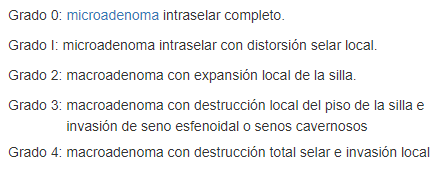 Grado 0: microadenoma intraselar completo.
Grado I: microadenoma intraselar con distorsión selar local.
Grado 2: macroadenoma con expansión local de la silla.
Grado 3: macroadenoma con destrucción local del piso de la silla e
invasión de seno esfenoidal o senos cavernosos
Grado 4: macroadenoma con destrucción total selar e invasión local